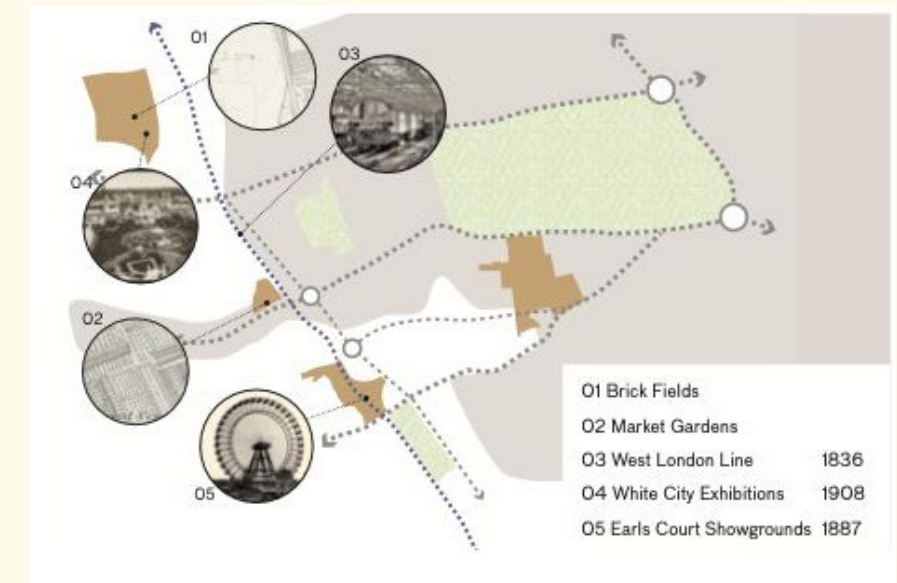 01
03
04
02
05
01 Brick Fields
02 Market Gardens
03 West London Line 1836
04 White City Exhibitions 1908
05 Earls Court Showgrounds 1887